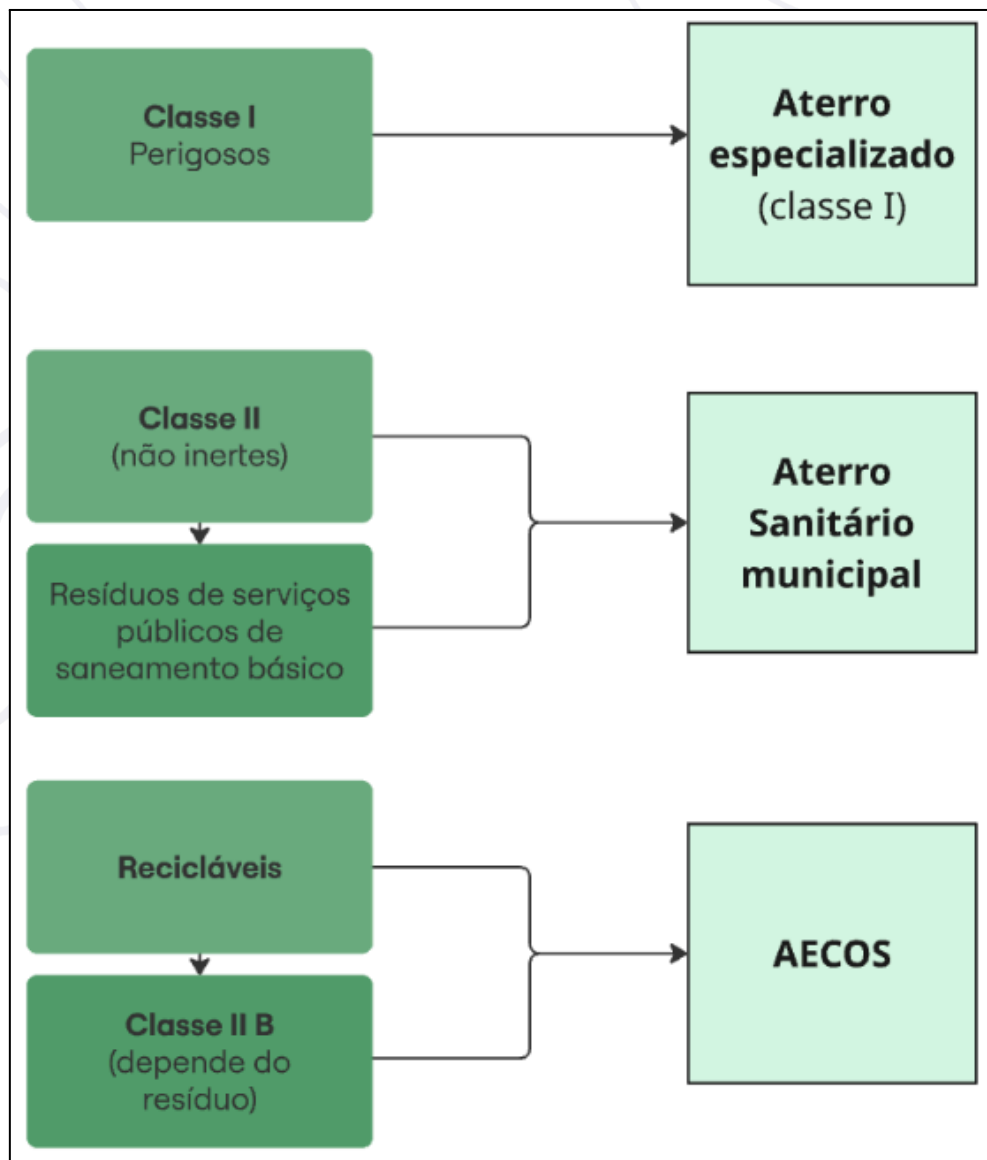 Classe I
Perigosos
Aterro
especializado
(classe I)
Classe II
(não inertes)
Resíduos de serviços
públicos de
saneamento básico
Aterro
Sanitário
municipal
Recicláveis
Classe II B
(depende do
resíduo)
AECOS